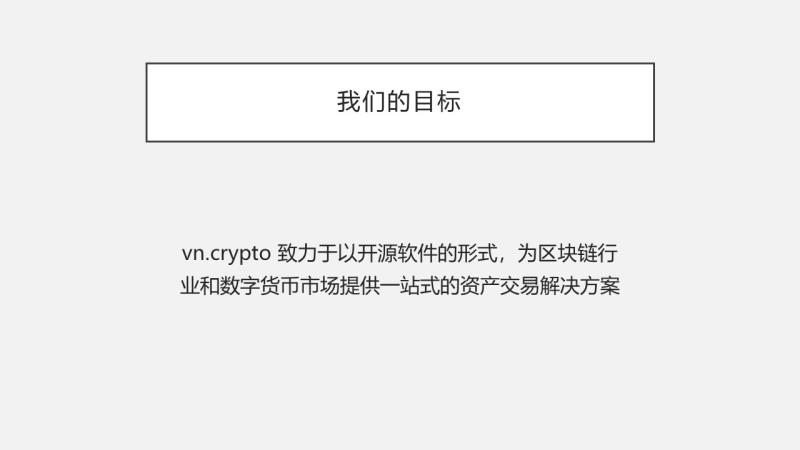 我们的目标
vn.crypto 致力于以开源软件的形式，为区块链行
业和数字货币市场提供一站式的资产交易解决方案